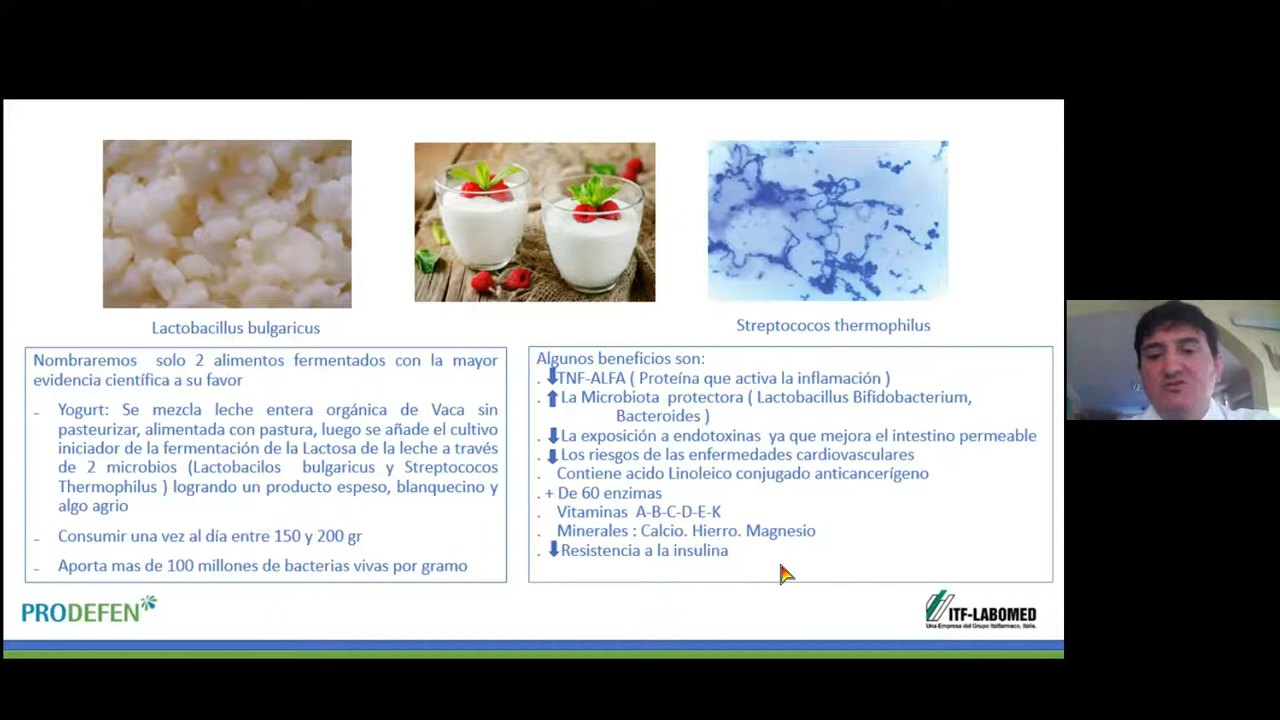 Lactobacillus bulgaricus
Streptococos thermophilus
Nombraremos solo 2 alimentos fermentados con la mayor
evidencia científica a su favor
- Yogurt: Se mezcla leche entera orgánica de Vaca sin
pasteurizar, alimentada con pastura, luego se añade el cultivo
iniciador de la fermentación de la Lactosa de la leche a través
de 2 microbios (Lactobacilos bulgaricus y Streptococos
Thermophilus ) logrando un producto espeso, blanquecino y
algo agrio
- Consumir una vez al día entre 150 y 200 gr
- Aporta mas de 100 millones de bacterias vivas por gramo
Algunos beneficios son:
. TNF-ALFA ( Proteína que activa la inflamación )
. La Microbiota protectora ( Lactobacillus Bifidobacterium,
Bacteroides )
. La exposición a endotoxinas ya que mejora el intestino permeable
. Los riesgos de las enfermedades cardiovasculares
. Contiene acido Linoleico conjugado anticancerígeno
. + De 60 enzimas
. Vitaminas A-B-C-D-E-K
. Minerales : Calcio. Hierro. Magnesio
. Resistencia a la insulina
PRODEFEN
ITF-LABOMED
Una Empresa del Grupo Italfarmaco, Italia.